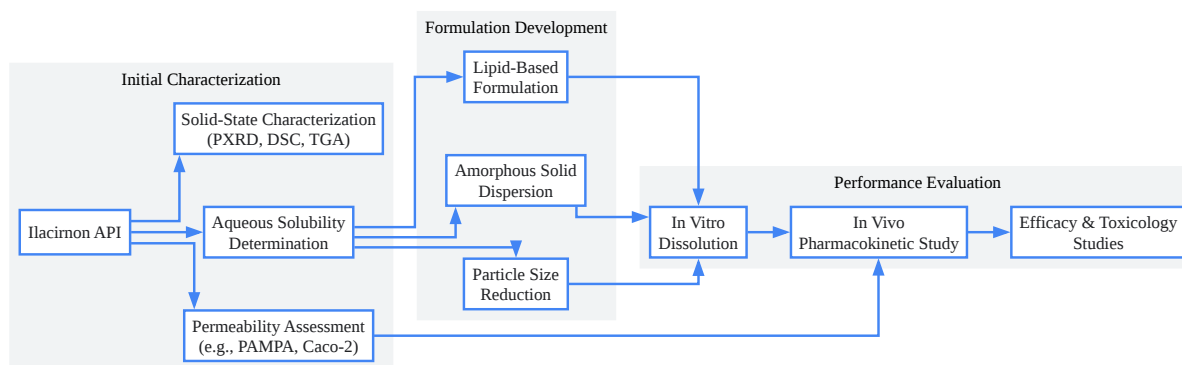 Formulation Development
Lipid-Based
Formulation
Initial Characterization
Solid-State Characterization
(PXRD, DSC, TGA)
Amorphous Solid
Dispersion
Performance Evaluation
Ilacirnon API
Aqueous Solubility
Determination
In Vitro
Dissolution
In Vivo
Pharmacokinetic Study
Efficacy & Toxicology
Studies
Particle Size
Reduction
Permeability Assessment
(e.g., PAMPA, Caco-2)